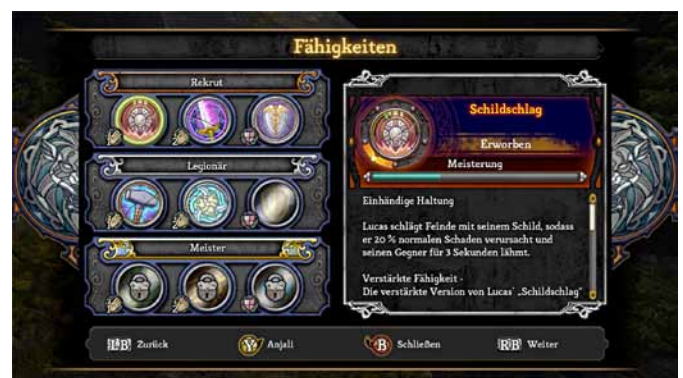 Fähigkeiten
Rekrut
Legionär
Meister
Schildschlag
Erworben
Meisterung
Einhändige Haltung
Lucas schlägt Feinde mit seinem Schild, sodass
er 20 % normalen Schaden verursacht und
seinen Gegner für 3 Sekunden lähmt.
Verstärkte Fähigkeit -
Die verstärkte Version von Lucas' „Schildschlag“
LB Zurück
Y Anjali
B Schließen
RB Weiter